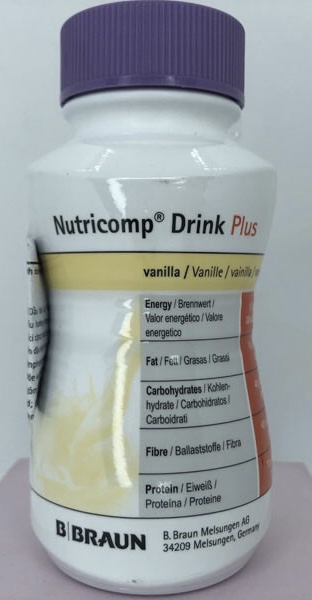 Nutricomp® Drink Plus
vanilla / Vanille / vainilla /
Energy / Brennwert /
Valor energético / Valore
energetico
Fat / Fett / Grasas / Grassi
Carbohydrates / Kohlen-
hydrate / Carbohidratos /
Carboidrati
Fibre / Ballaststoffe / Fibra
Protein / Eiweiß /
Proteína / Proteine
B|BRAUN
B. Braun Melsungen AG
34209 Melsungen, Germany